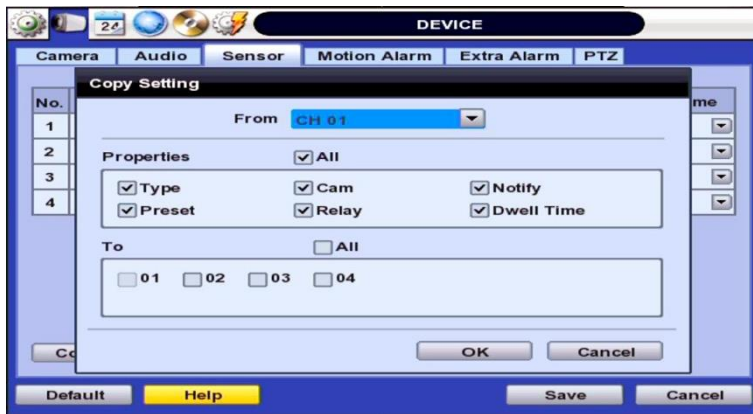 24
DEVICE
Camera Audio Sensor Motion Alarm Extra Alarm PTZ
Copy Setting
No. me
From CH 01
1
2
Properties All
3
Type Cam Notify
4
Preset Relay Dwell Time
To All
01 02 03 04
OK Cancel
Default Help Save Cancel